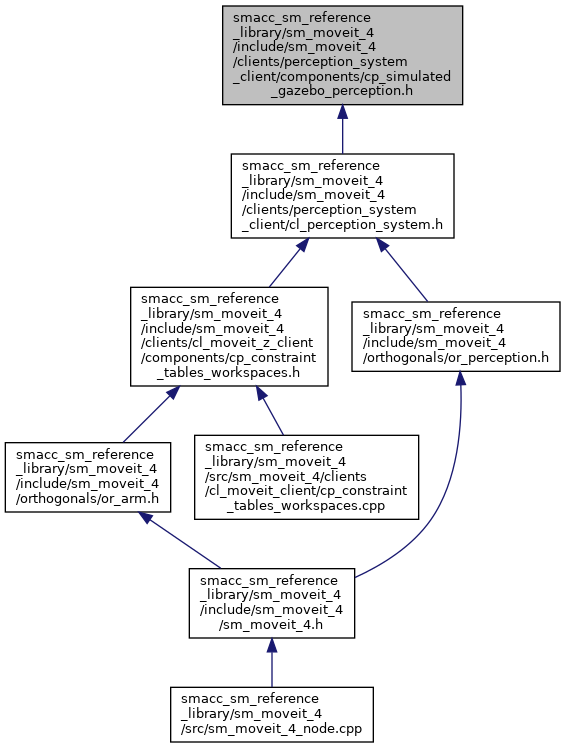 smacc_sm_reference
_library/sm_moveit_4
/include/sm_moveit_4
/clients/perception_system
_client/components/cp_simulated
_gazebo_perception.h
smacc_sm_reference
_library/sm_moveit_4
/include/sm_moveit_4
/clients/perception_system
_client/cl_perception_system.h
smacc_sm_reference
_library/sm_moveit_4
/include/sm_moveit_4
/clients/cl_moveit_z_client
/components/cp_constraint
_tables_workspaces.h
smacc_sm_reference
_library/sm_moveit_4
/include/sm_moveit_4
/orthogonals/or_perception.h
smacc_sm_reference
_library/sm_moveit_4
/include/sm_moveit_4
/orthogonals/or_arm.h
smacc_sm_reference
_library/sm_moveit_4
/src/sm_moveit_4/clients
/cl_moveit_client/cp_constraint
_tables_workspaces.cpp
smacc_sm_reference
_library/sm_moveit_4
/include/sm_moveit_4
/sm_moveit_4.h
smacc_sm_reference
_library/sm_moveit_4
/src/sm_moveit_4_node.cpp